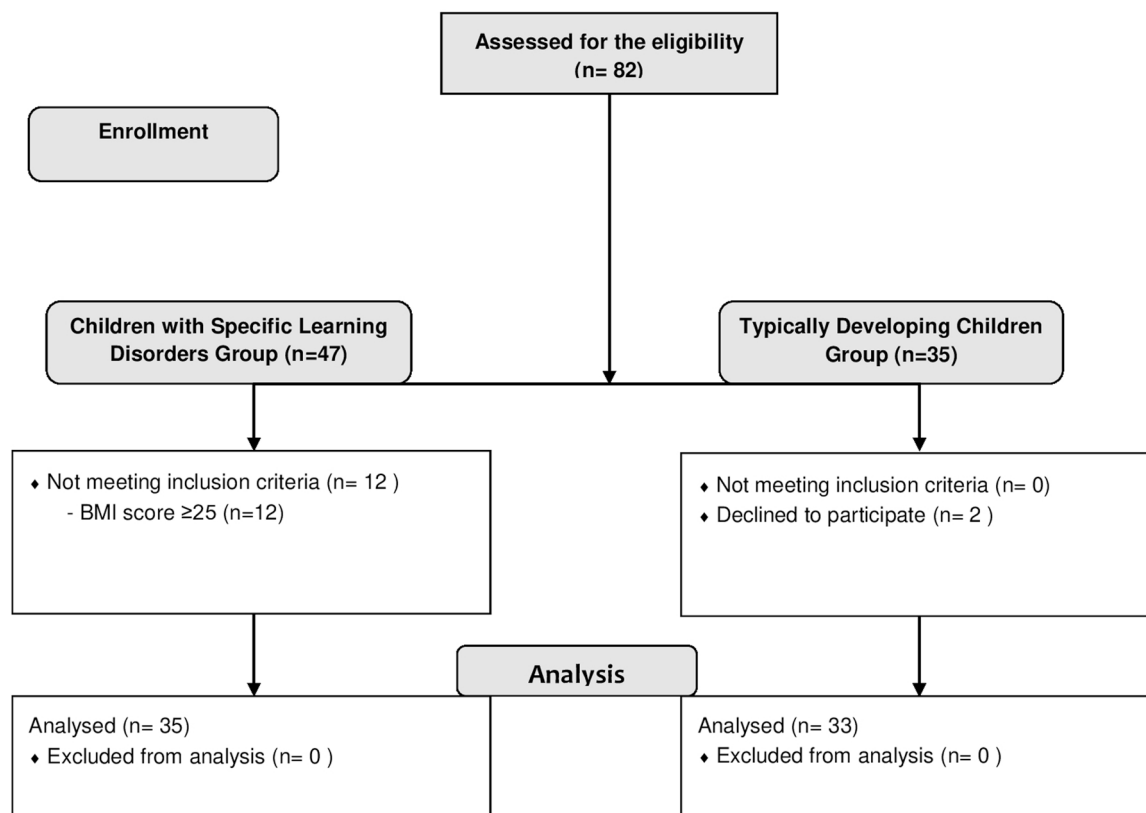 Assessed for the eligibility
(n= 82)
Enrollment
Children with Specific Learning
Disorders Group (n=47)
Typically Developing Children
Group (n=35)
♦ Not meeting inclusion criteria (n= 12 )
- BMI score ≥25 (n=12)
♦ Not meeting inclusion criteria (n= 0)
♦ Declined to participate (n= 2 )
Analysis
Analysed (n= 35)
♦ Excluded from analysis (n= 0 )
Analysed (n= 33)
♦ Excluded from analysis (n= 0 )